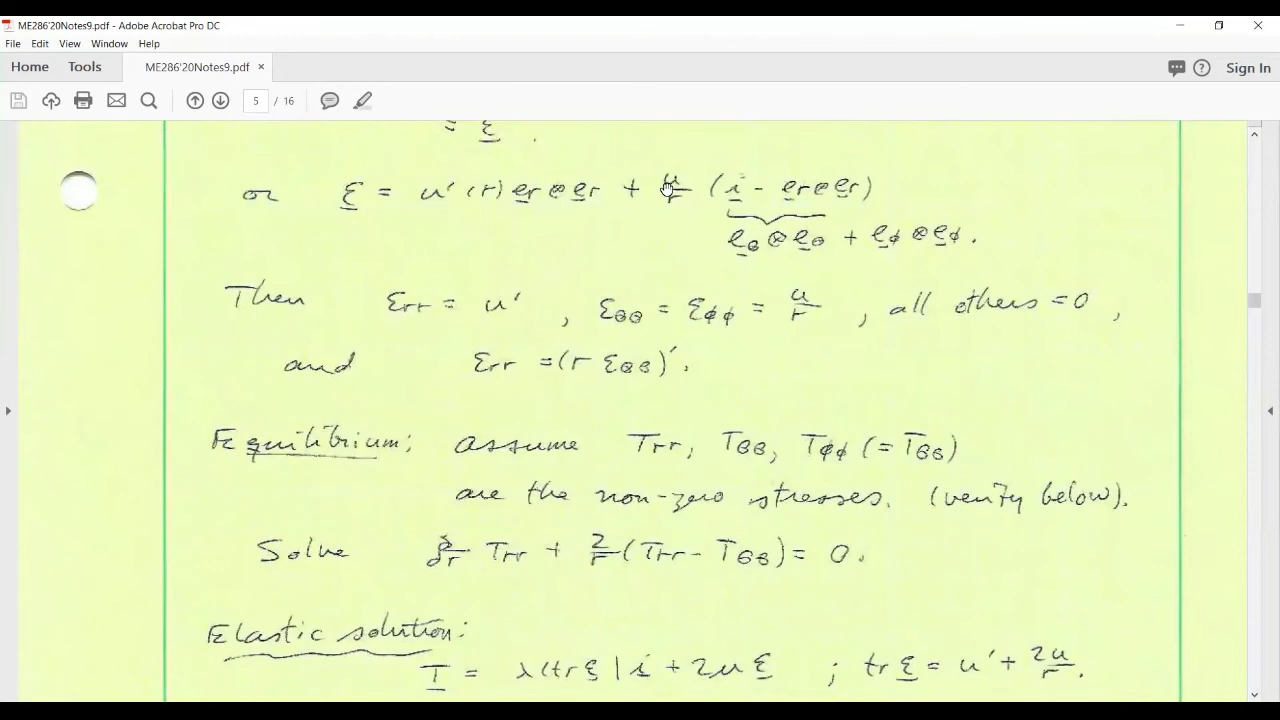 ME286'20Notes9.pdf - Adobe Acrobat Pro DC
File Edit View Window Help
Home Tools ME286'20Notes9.pdf × Sign In
5 / 16
= ε .
or ε = u'(r) er⊗er + u/r (i - er⊗er)
eθ⊗eθ + eϕ⊗eϕ.
Then εrr = u' , εθθ = εϕϕ = u/r , all others = 0 ,
and εrr = (r εθθ)'.
Equilibrium: assume Trr, Tθθ, Tϕϕ (= Tθθ)
are the non-zero stresses. (verify below).
Solve ∂/∂r Trr + 2/r (Trr - Tθθ) = 0.
Elastic solution:
T = λ(tr ε) i + 2μ ε ; tr ε = u' + 2u/r.